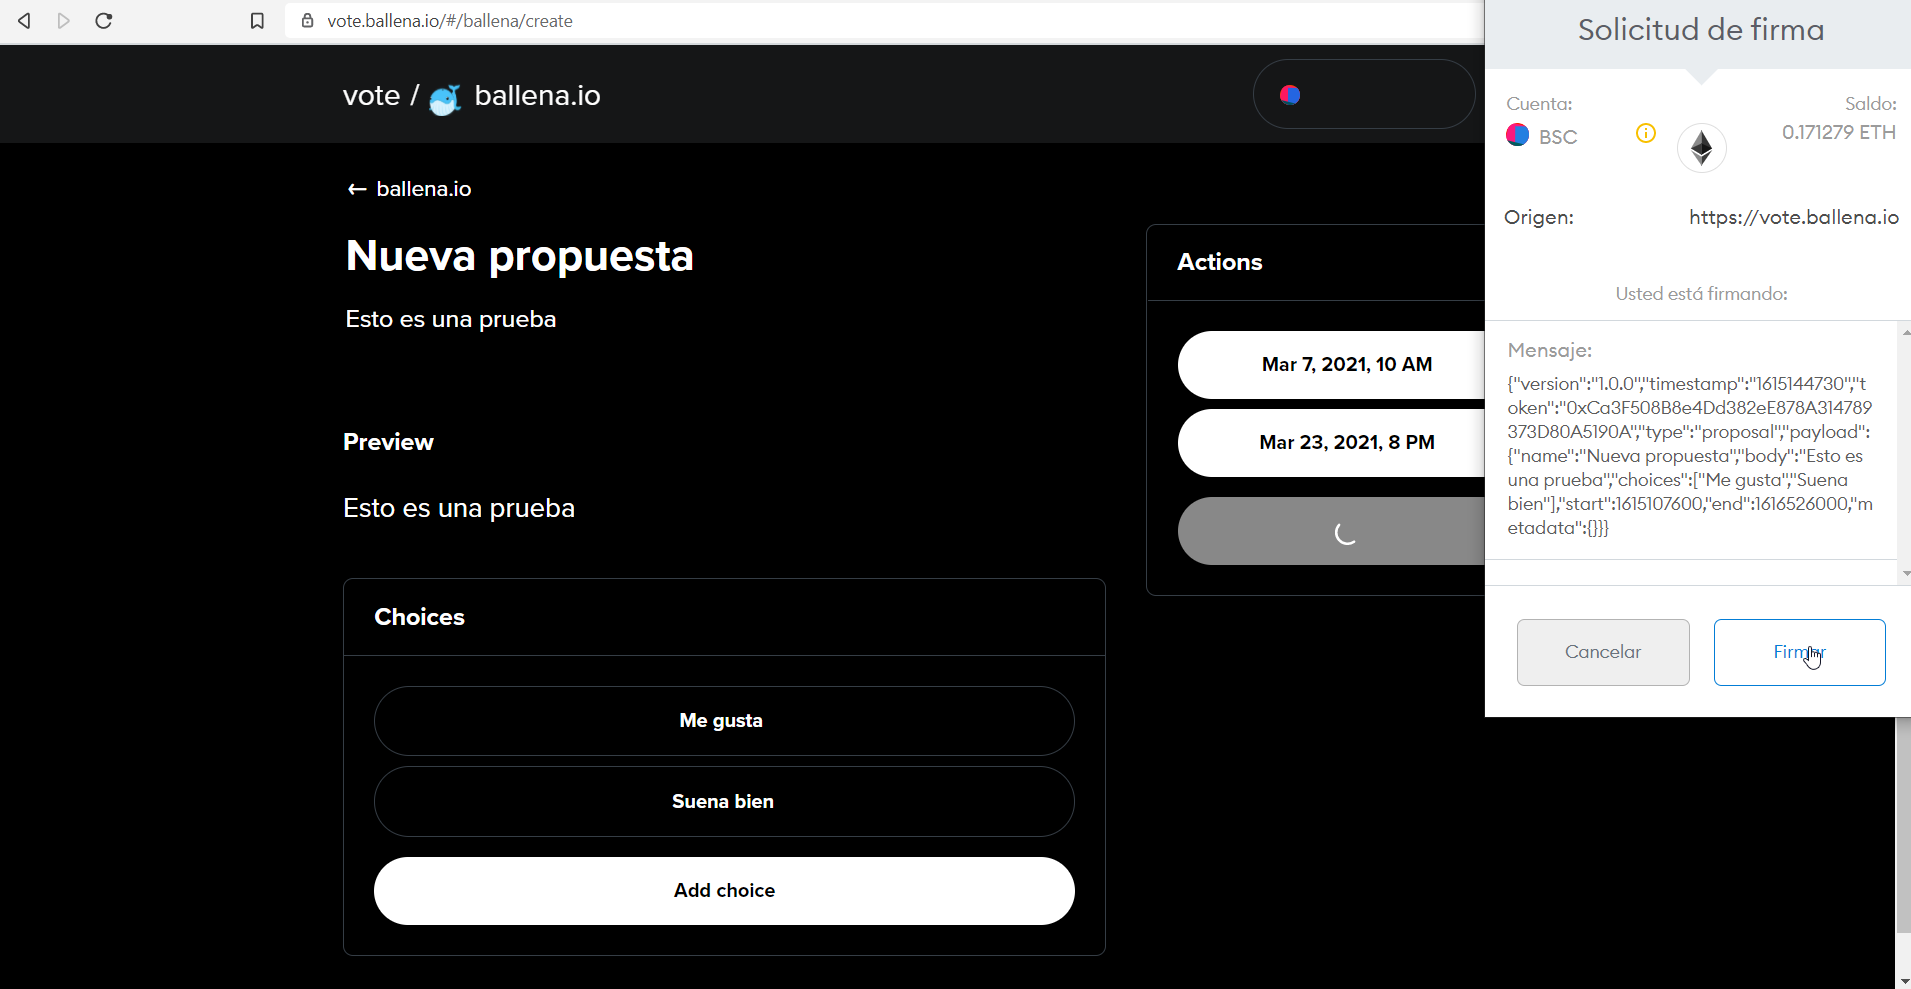 vote.ballena.io/#/ballena/create
vote / ballena.io
← ballena.io
Nueva propuesta
Esto es una prueba
Preview
Esto es una prueba
Choices
Me gusta
Suena bien
Add choice
Actions
Mar 7, 2021, 10 AM
Mar 23, 2021, 8 PM
Solicitud de firma
Cuenta:
Saldo:
BSC
0.171279 ETH
Origen:
https://vote.ballena.io
Usted está firmando:
Mensaje:
{"version":"1.0.0","timestamp":"1615144730","t
oken":"0xCa3F508B8e4Dd382eE878A314789
373D80A5190A","type":"proposal","payload":
{"name":"Nueva propuesta","body":"Esto es
una prueba","choices":["Me gusta","Suena
bien"],"start":1615107600,"end":1616526000,"m
etadata":{}}}
Cancelar
Firmar